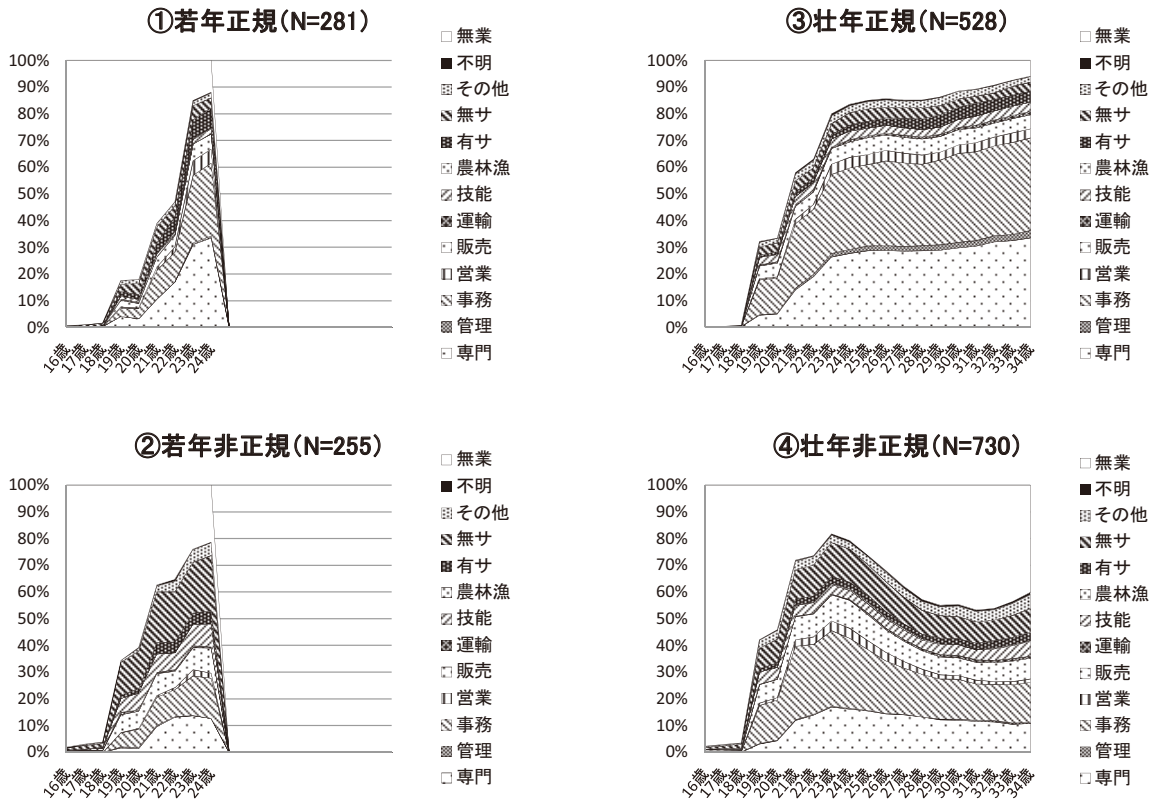 ①若年正規(N=281)
100%
90%
80%
70%
60%
50%
40%
30%
20%
10%
0%
16歳
17歳
18歳
19歳
20歳
21歳
22歳
23歳
24歳
無業
不明
その他
無サ
有サ
農林漁
技能
運輸
販売
営業
事務
管理
専門
③壮年正規(N=528)
100%
90%
80%
70%
60%
50%
40%
30%
20%
10%
0%
16歳
17歳
18歳
19歳
20歳
21歳
22歳
23歳
24歳
25歳
26歳
27歳
28歳
29歳
30歳
31歳
32歳
33歳
34歳
無業
不明
その他
無サ
有サ
農林漁
技能
運輸
販売
営業
事務
管理
専門
②若年非正規(N=255)
100%
90%
80%
70%
60%
50%
40%
30%
20%
10%
0%
16歳
17歳
18歳
19歳
20歳
21歳
22歳
23歳
24歳
無業
不明
その他
無サ
有サ
農林漁
技能
運輸
販売
営業
事務
管理
専門
④壮年非正規(N=730)
100%
90%
80%
70%
60%
50%
40%
30%
20%
10%
0%
16歳
17歳
18歳
19歳
20歳
21歳
22歳
23歳
24歳
25歳
26歳
27歳
28歳
29歳
30歳
31歳
32歳
33歳
34歳
無業
不明
その他
無サ
有サ
農林漁
技能
運輸
販売
営業
事務
管理
専門